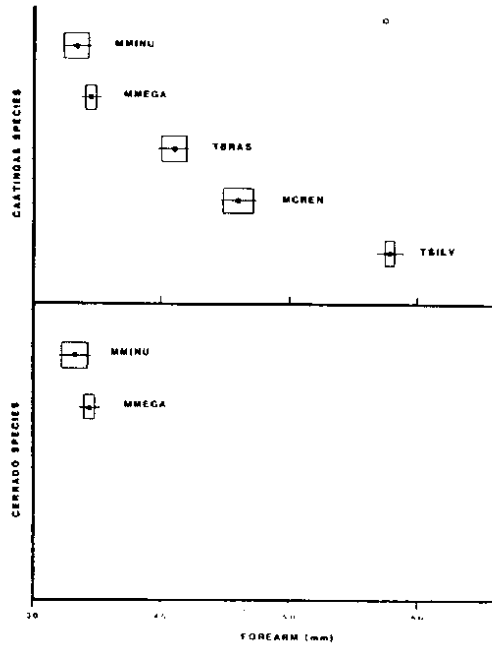 CAATINGAS SPECIES
MMINU
MMEGA
TBRAS
MCREN
TSILV
CERRADO SPECIES
MMINU
MMEGA
30
FOREARM (mm)